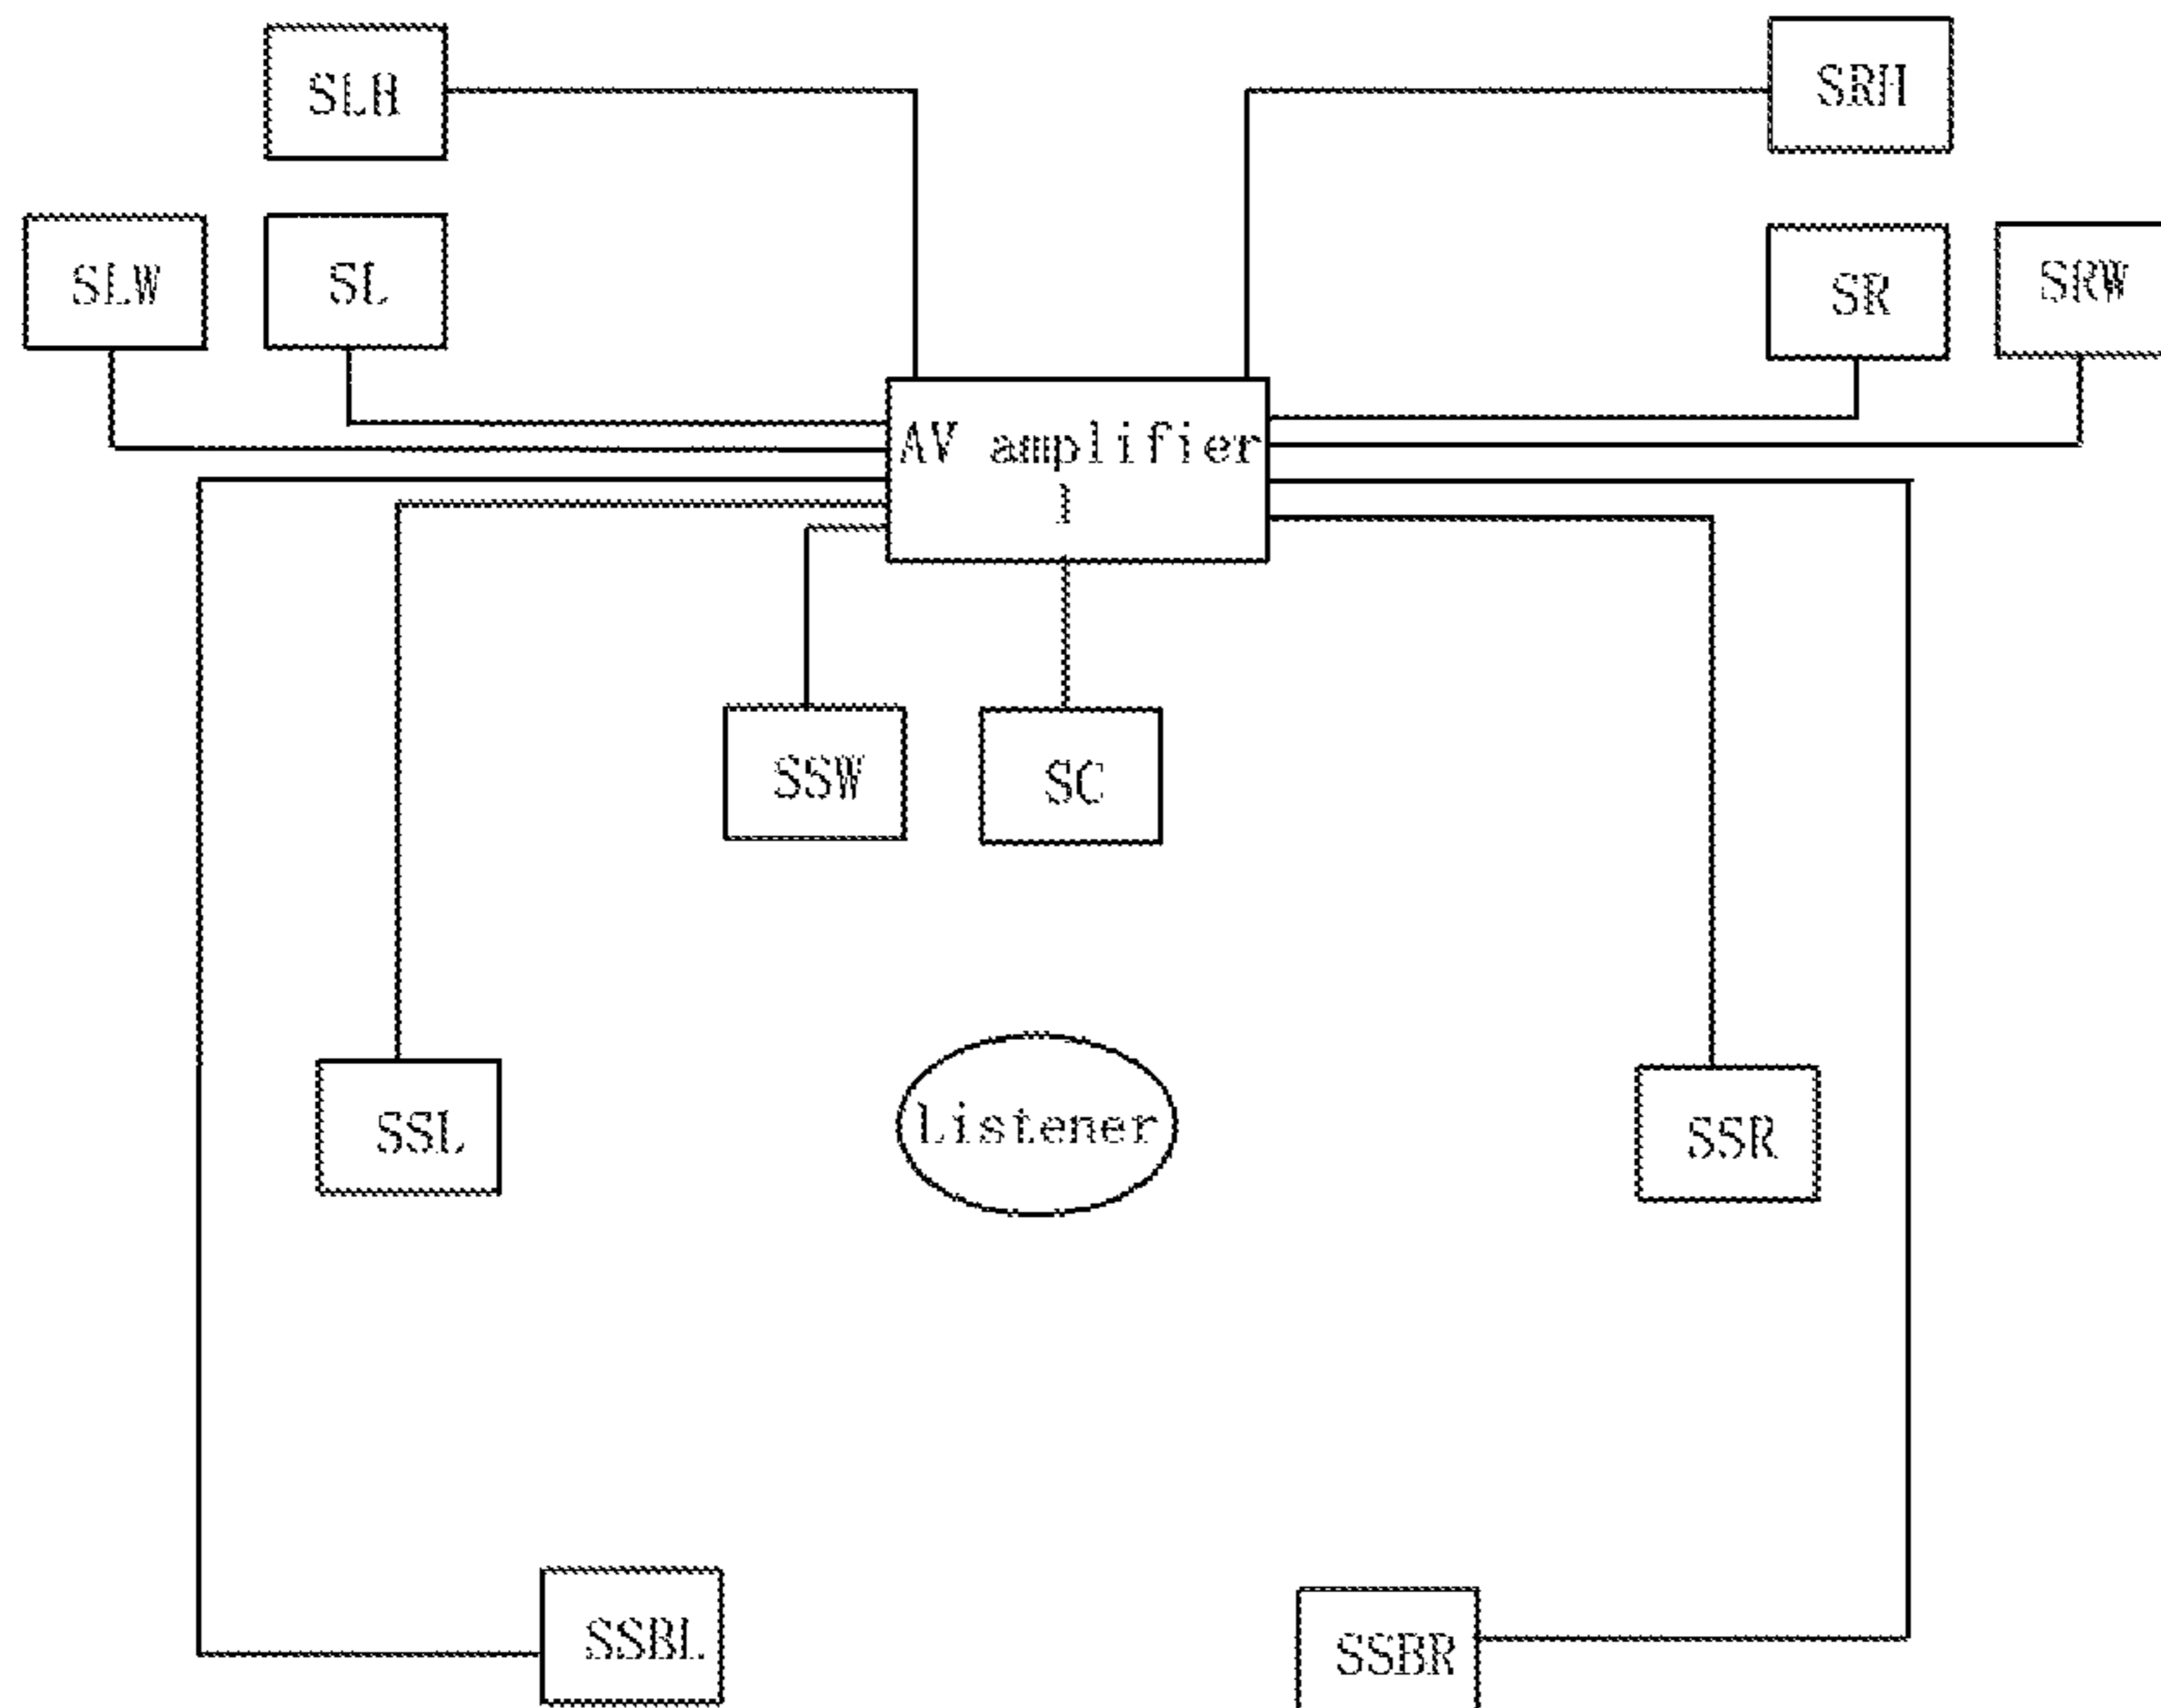 SLH
SRH
SLW
SL
SR
SRW
AV amplifier
1
SSW
SC
SSL
Listener
SSR
SSBL
SSBR